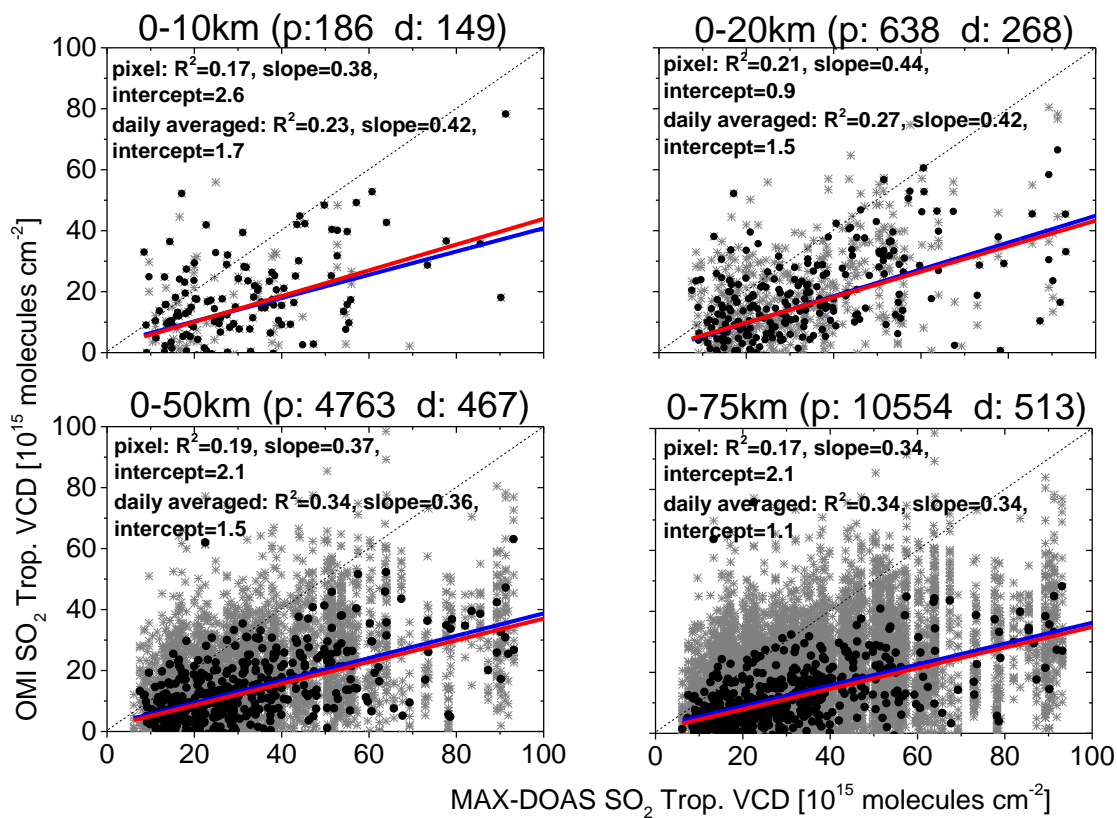 0-10km (p:186 d: 149)
pixel: R²=0.17, slope=0.38,
intercept=2.6
daily averaged: R²=0.23, slope=0.42,
intercept=1.7
100
80
60
40
20
0
0-20km (p: 638 d: 268)
pixel: R²=0.21, slope=0.44,
intercept=0.9
daily averaged: R²=0.27, slope=0.42,
intercept=1.5
0-50km (p: 4763 d: 467)
pixel: R²=0.19, slope=0.37,
intercept=2.1
daily averaged: R²=0.34, slope=0.36,
intercept=1.5
100
80
60
40
20
0
0 20 40 60 80 100
0-75km (p: 10554 d: 513)
pixel: R²=0.17, slope=0.34,
intercept=2.1
daily averaged: R²=0.34, slope=0.34,
intercept=1.1
0 20 40 60 80 100
OMI SO₂ Trop. VCD [10¹⁵ molecules cm⁻²]
MAX-DOAS SO₂ Trop. VCD [10¹⁵ molecules cm⁻²]